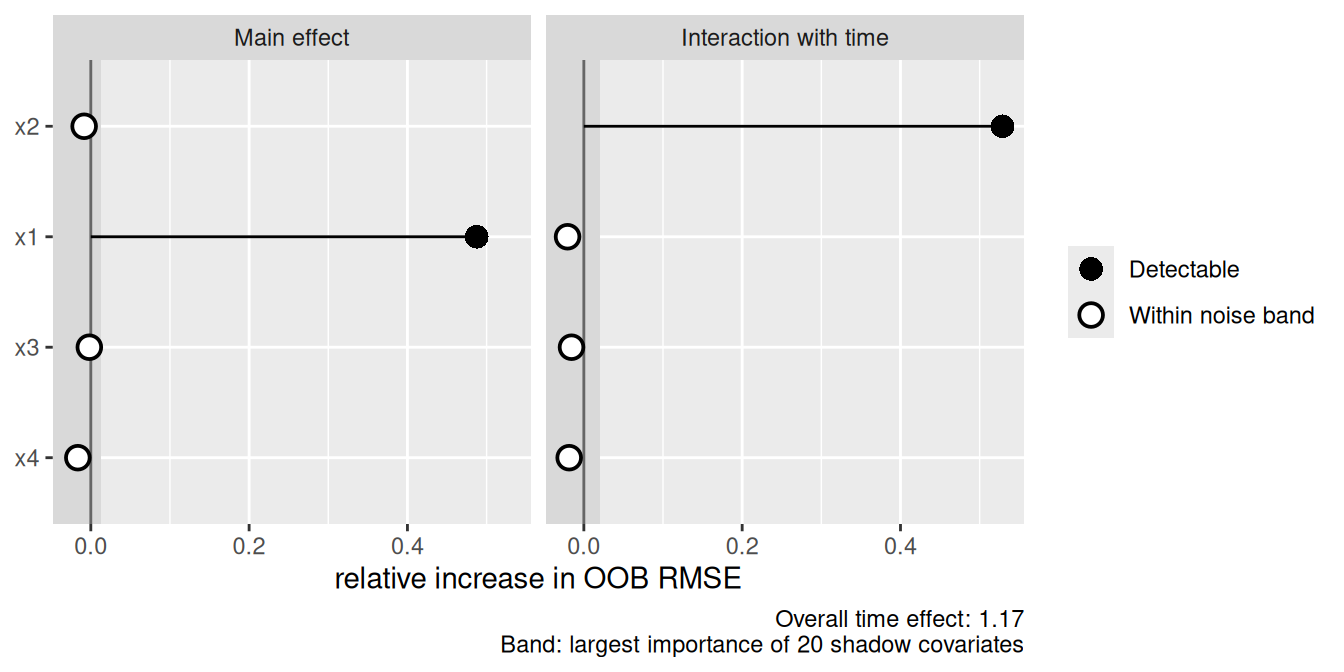 Main effect
Interaction with time
x2
x1
x3
x4
0.0 0.2 0.4
0.0 0.2 0.4
relative increase in OOB RMSE
Detectable
Within noise band
Overall time effect: 1.17
Band: largest importance of 20 shadow covariates